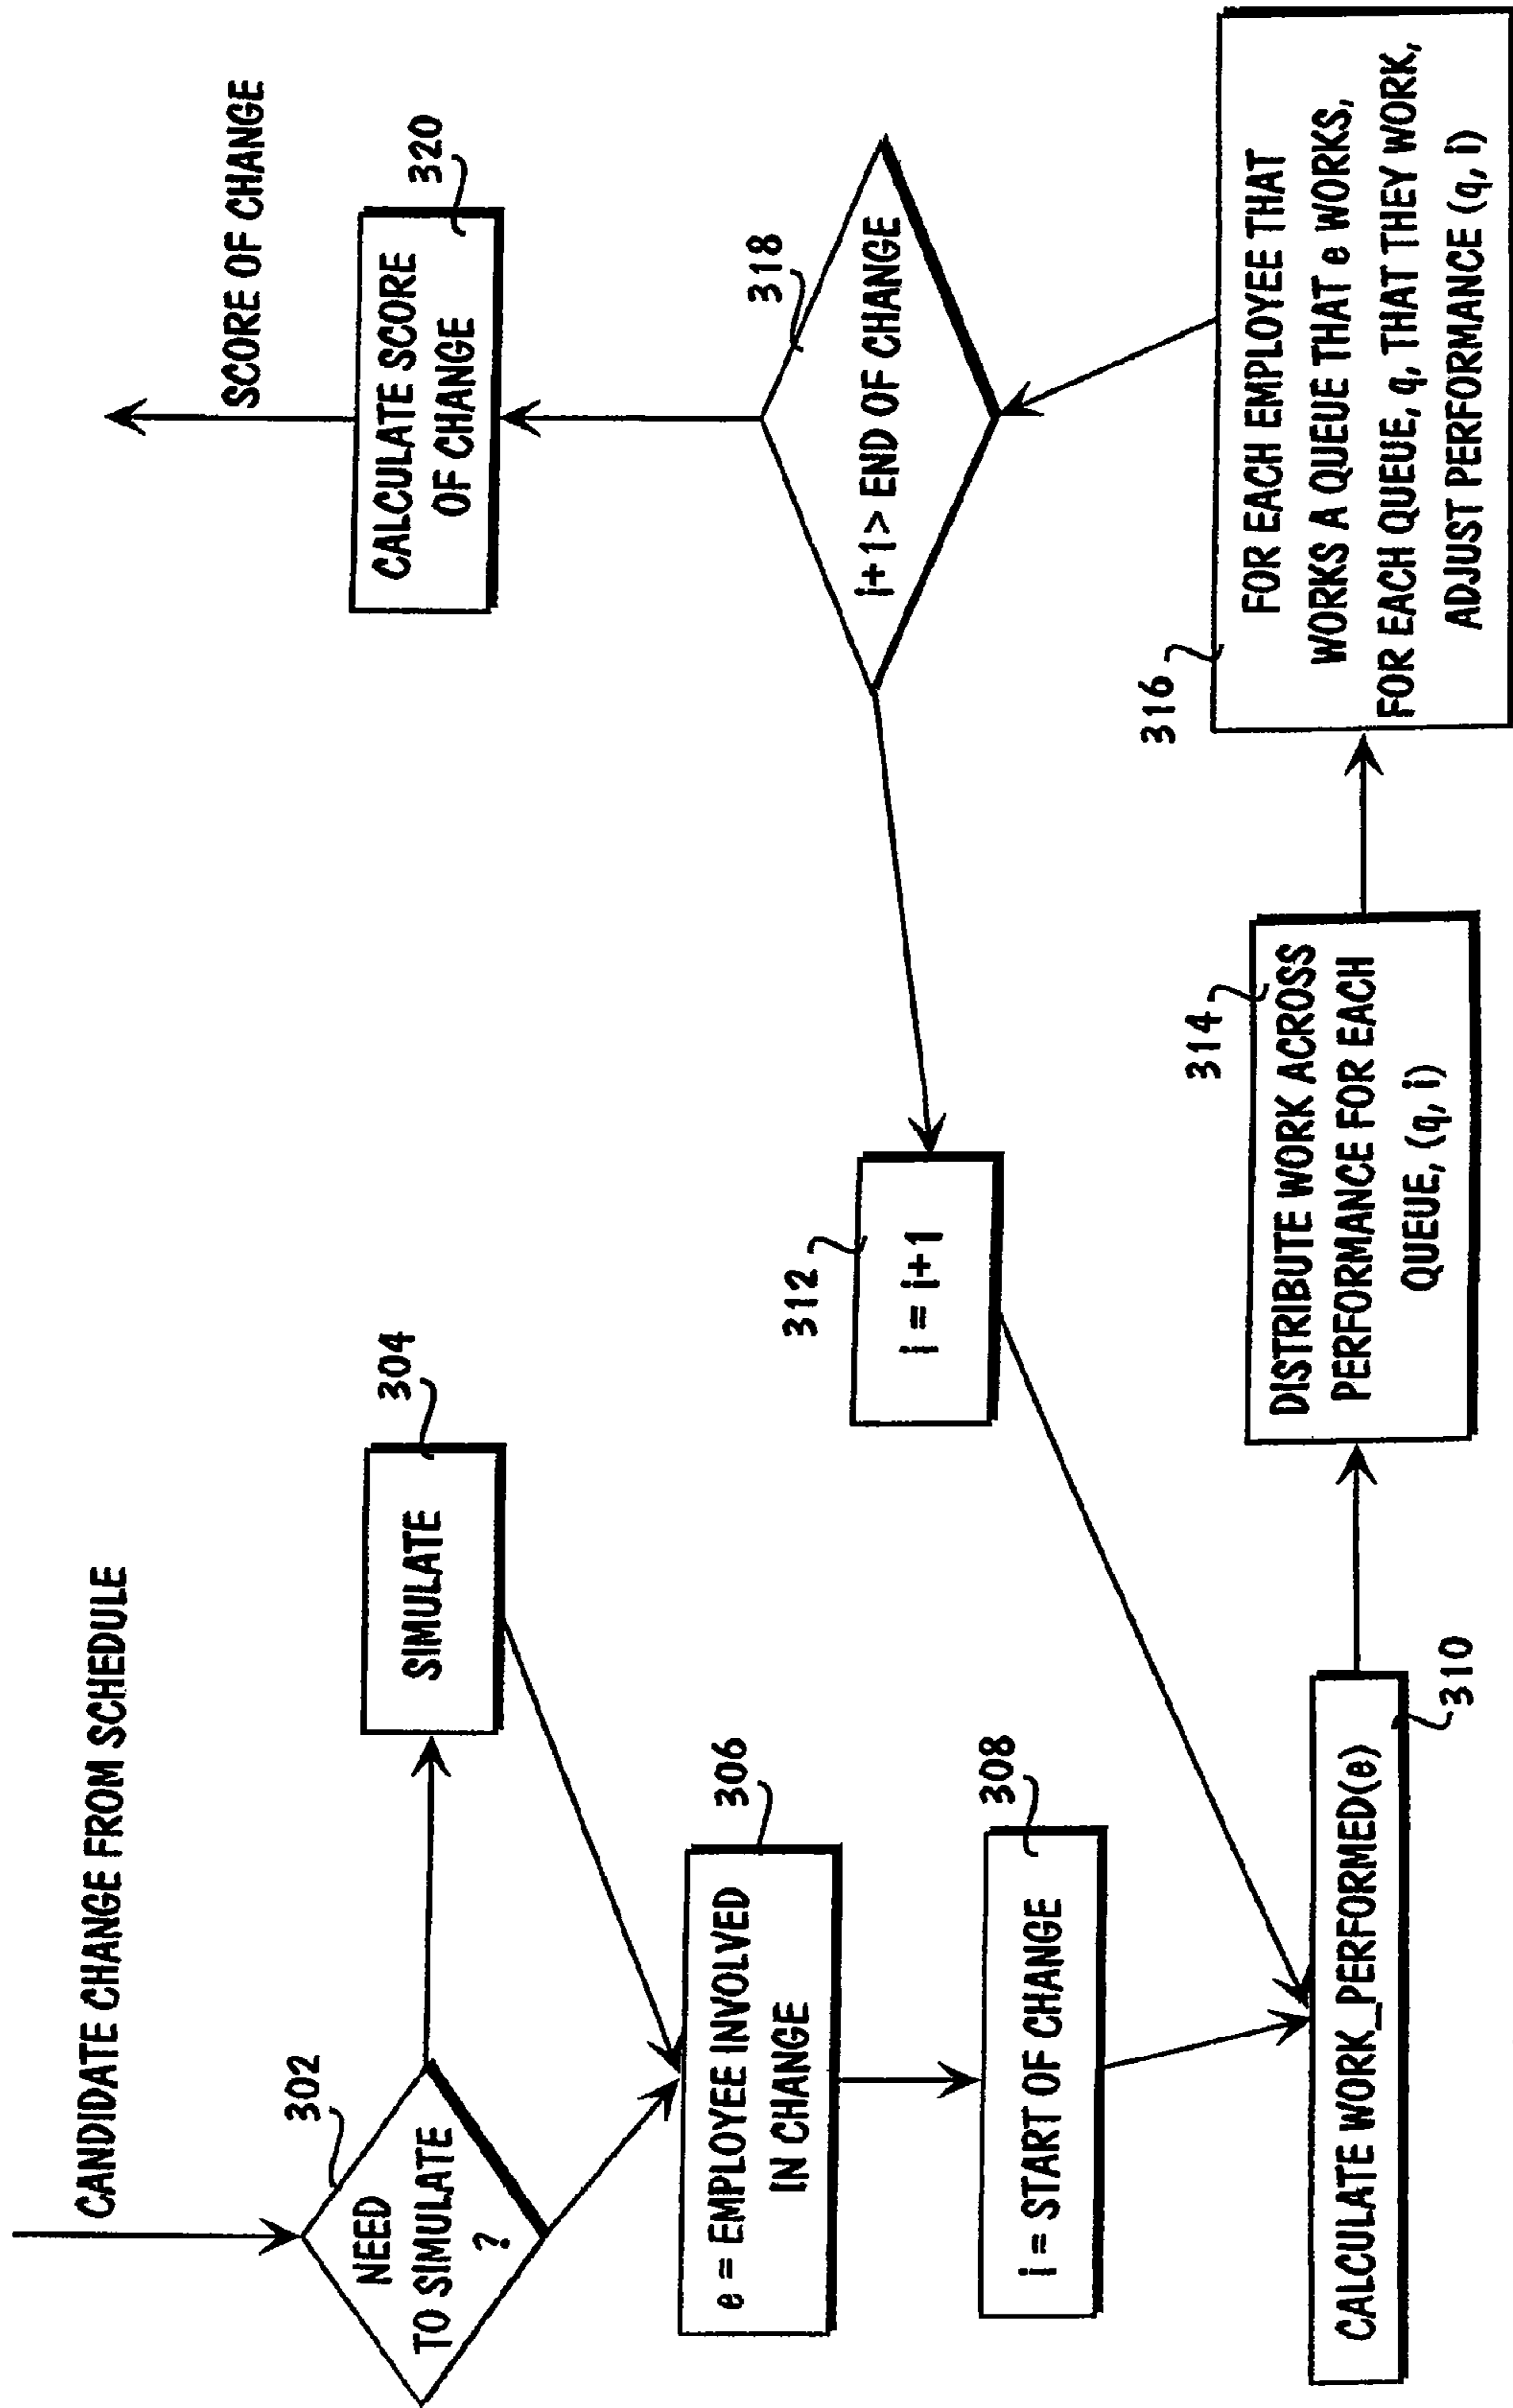 CANDIDATE CHANGE FROM SCHEDULE
302
NEED
TO SIMULATE
?
304
SIMULATE
306
e = EMPLOYEE INVOLVED
IN CHANGE
308
i = START OF CHANGE
CALCULATE WORK_PERFORMED(e)
310
312
i = i+1
314
DISTRIBUTE WORK ACROSS
PERFORMANCE FOR EACH
QUEUE, (q, i)
316
FOR EACH EMPLOYEE THAT
WORKS A QUEUE THAT e WORKS,
FOR EACH QUEUE, q, THAT THEY WORK,
ADJUST PERFORMANCE (q, i)
318
i+1 > END OF CHANGE
320
CALCULATE SCORE
OF CHANGE
SCORE OF CHANGE